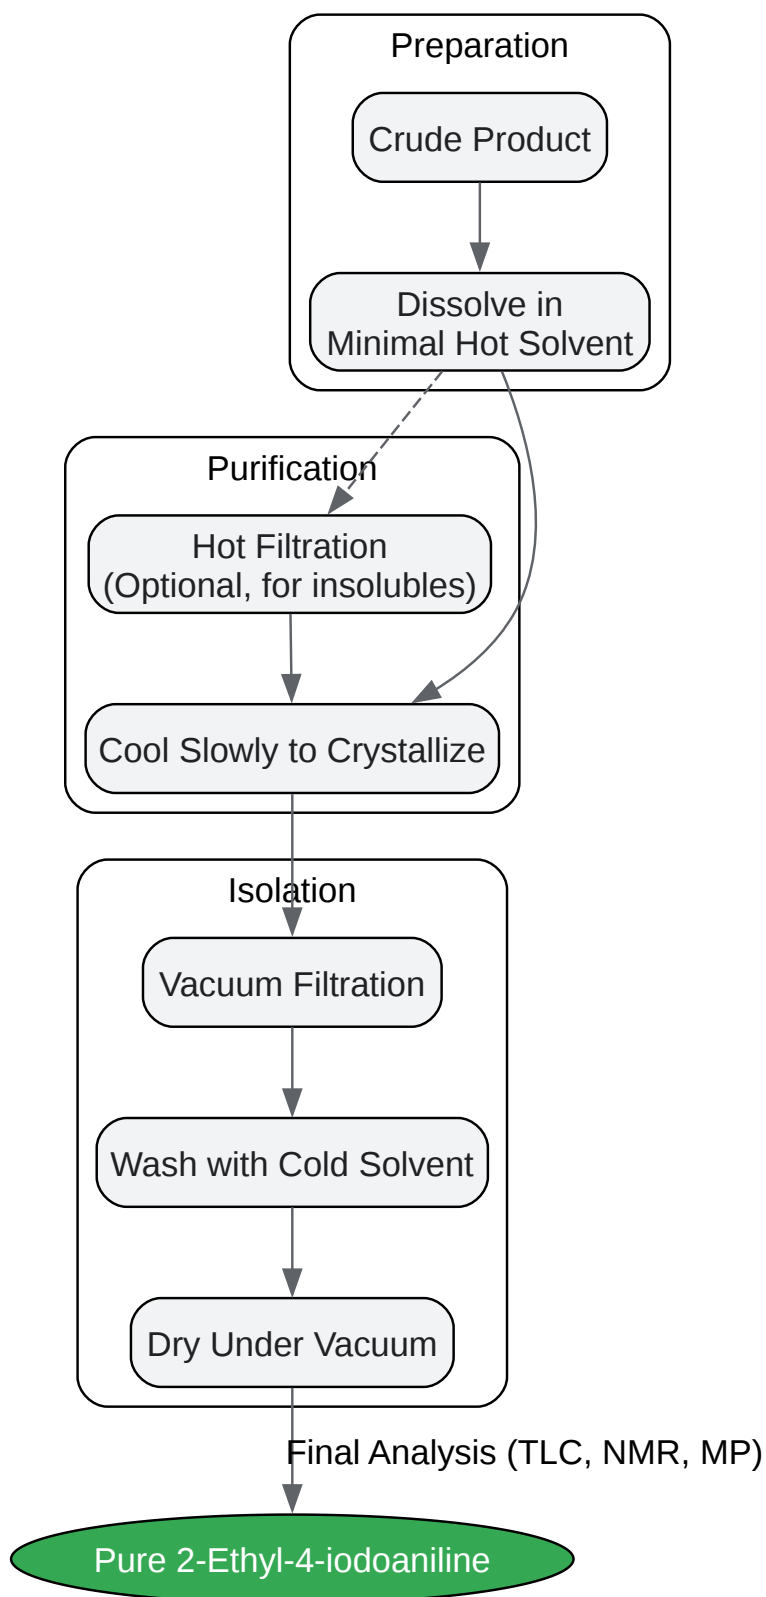 Preparation
Crude Product
Dissolve in
Minimal Hot Solvent
Purification
Hot Filtration
(Optional, for insolubles)
Cool Slowly to Crystallize
Isolation
Vacuum Filtration
Wash with Cold Solvent
Dry Under Vacuum
Final Analysis (TLC, NMR, MP)
Pure 2-Ethyl-4-iodoaniline